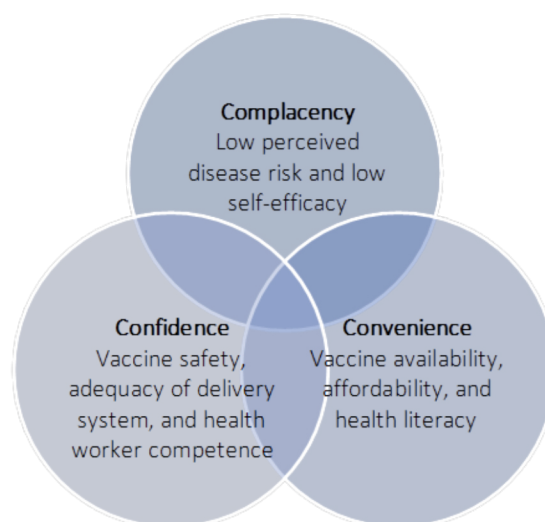 Complacency
Low perceived
disease risk and low
self-efficacy
Confidence
Vaccine safety,
adequacy of delivery
system, and health
worker competence
Convenience
Vaccine availability,
affordability, and
health literacy